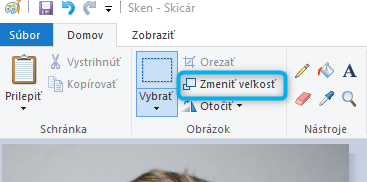 Sken - Skicár
Súbor Domov Zobraziť
Prilepiť
Vystrihnúť
Kopírovať
Schránka
Vybrať
Orezať
Zmeniť veľkosť
Otočiť
Obrázok
A
Nástroje